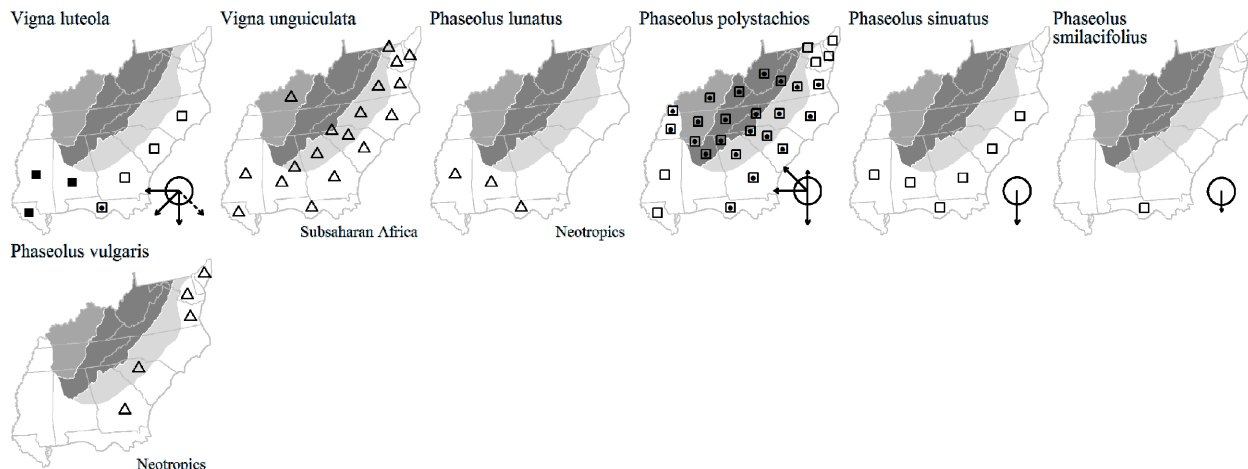 Vigna luteola
Vigna unguiculata
Phaseolus lunatus
Phaseolus polystachios
Phaseolus sinuatus
Phaseolus
smilacifolius
Subsaharan Africa
Neotropics
Phaseolus vulgaris
Neotropics